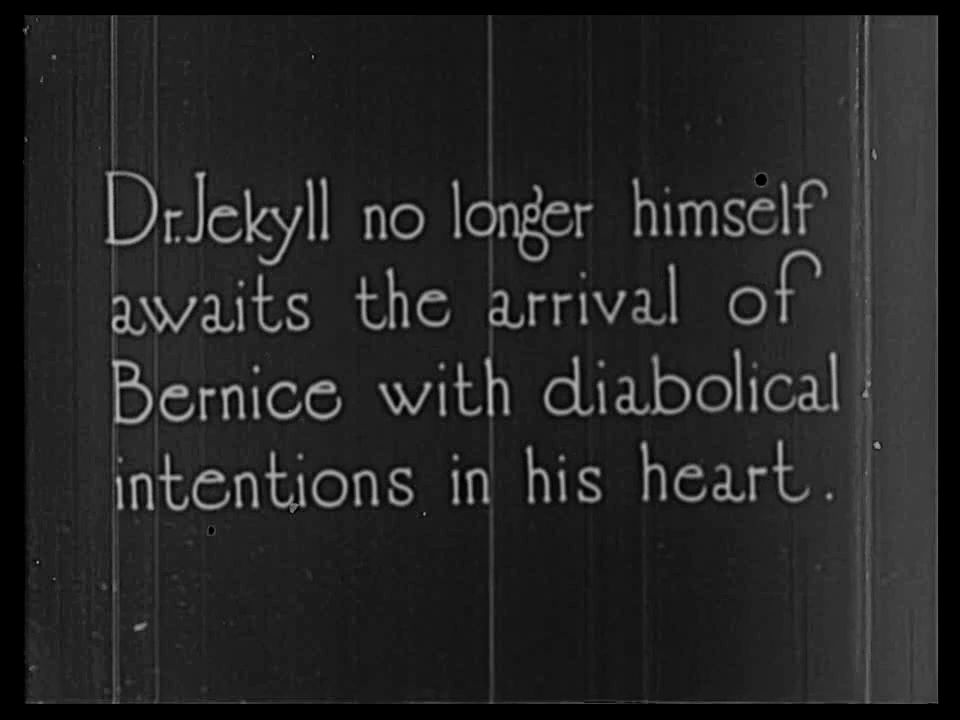 Dr. Jekyll no longer himself
awaits the arrival of
Bernice with diabolical
intentions in his heart.